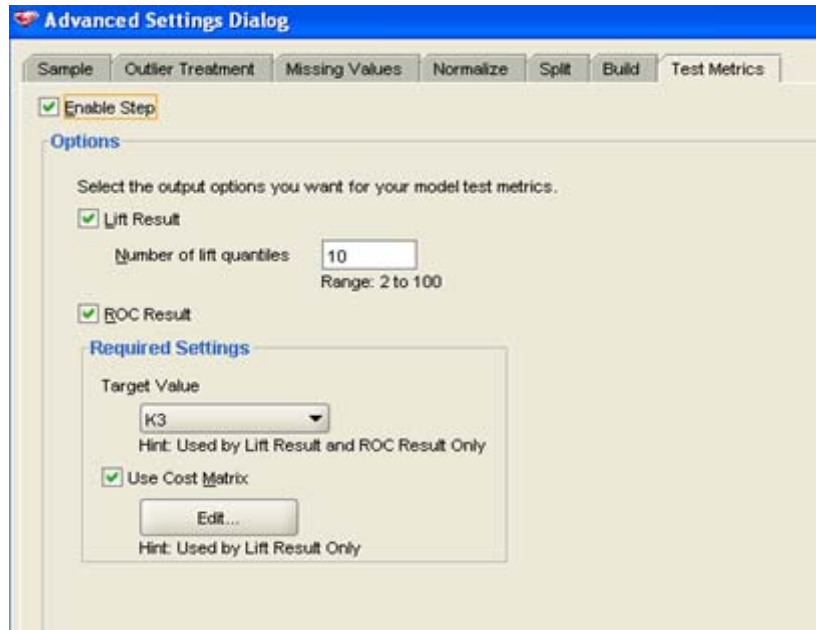 Advanced Settings Dialog
Sample Outlier Treatment Missing Values Normalize Split Build Test Metrics
Enable Step
Options
Select the output options you want for your model test metrics.
Lift Result
Number of lift quantiles 10
Range: 2 to 100
ROC Result
Required Settings
Target Value
K3
Hint: Used by Lift Result and ROC Result Only
Use Cost Matrix
Edit...
Hint: Used by Lift Result Only